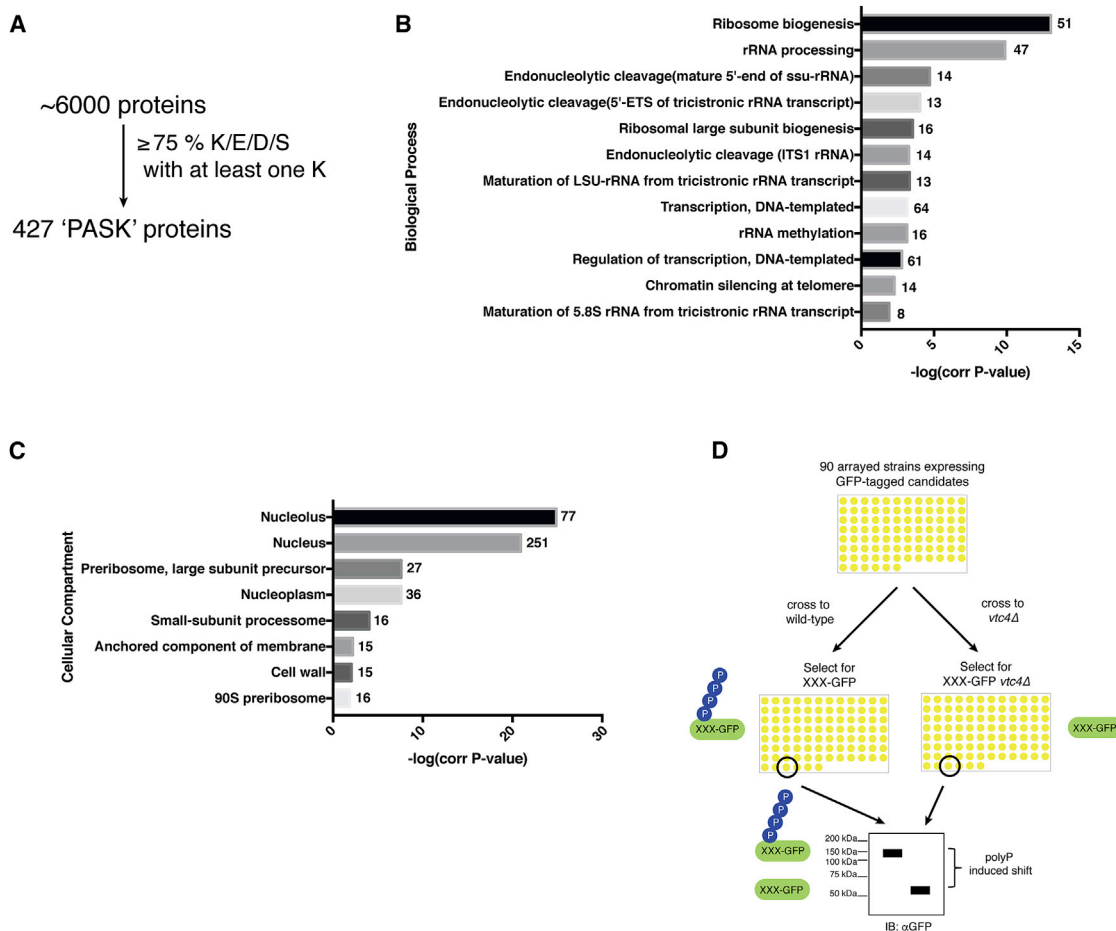 A
~6000 proteins
≥ 75 % K/E/D/S
with at least one K
427 ‘PASK’ proteins
B
Biological Process
Ribosome biogenesis 51
rRNA processing 47
Endonucleolytic cleavage(mature 5'-end of ssu-rRNA) 14
Endonucleolytic cleavage(5'-ETS of tricistronic rRNA transcript) 13
Ribosomal large subunit biogenesis 16
Endonucleolytic cleavage (ITS1 rRNA) 14
Maturation of LSU-rRNA from tricistronic rRNA transcript 13
Transcription, DNA-templated 64
rRNA methylation 16
Regulation of transcription, DNA-templated 61
Chromatin silencing at telomere 14
Maturation of 5.8S rRNA from tricistronic rRNA transcript 8
0 5 10 15
-log(corr P-value)
C
Cellular Compartment
Nucleolus 77
Nucleus 251
Preribosome, large subunit precursor 27
Nucleoplasm 36
Small-subunit processome 16
Anchored component of membrane 15
Cell wall 15
90S preribosome 16
0 10 20 30
-log(corr P-value)
D
90 arrayed strains expressing
GFP-tagged candidates
cross to
wild-type
cross to
vtc4Δ
Select for
XXX-GFP
Select for
XXX-GFP vtc4Δ
P
P
P
P
XXX-GFP
XXX-GFP
P
P
P
P
XXX-GFP
XXX-GFP
200 kDa
150 kDa
100 kDa
75 kDa
50 kDa
polyP
induced shift
IB: αGFP